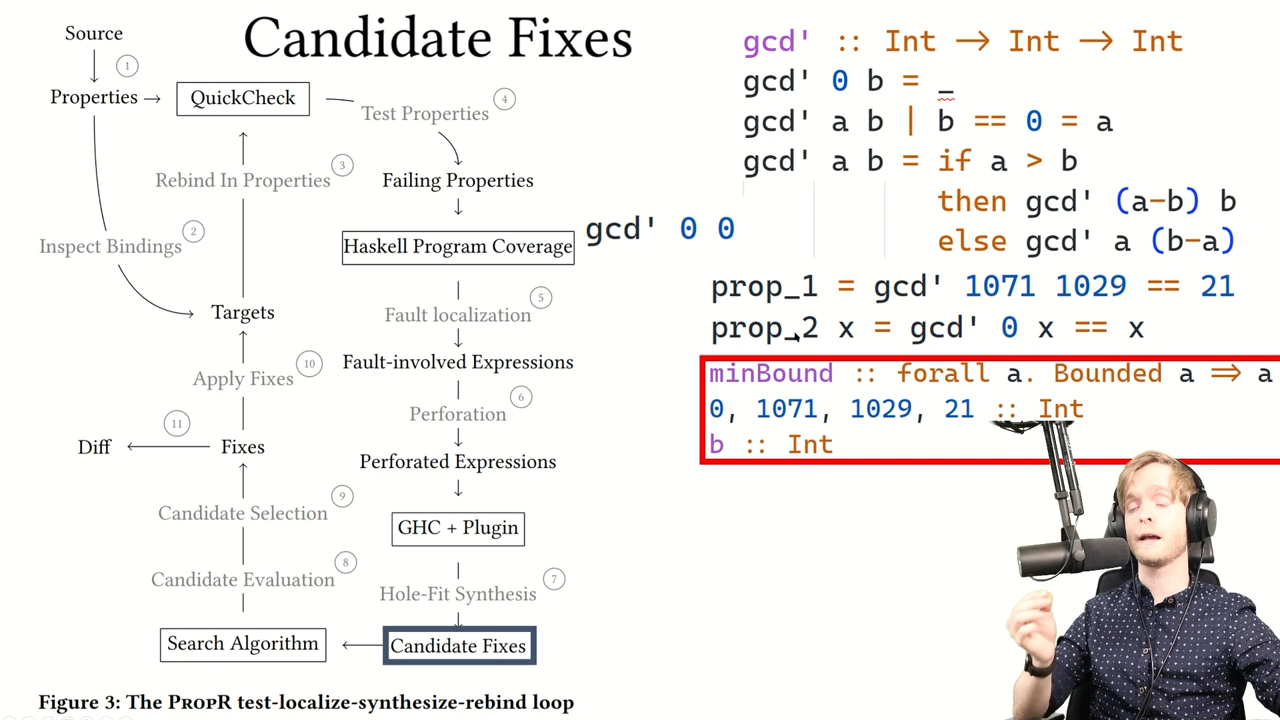 Candidate Fixes
Source
1
Properties
QuickCheck
4
Test Properties
3
Rebind In Properties
Failing Properties
2
Inspect Bindings
Haskell Program Coverage
5
Targets
Fault localization
10
Apply Fixes
Fault-involved Expressions
6
Perforation
11
Diff
Fixes
Perforated Expressions
9
Candidate Selection
GHC + Plugin
8
Candidate Evaluation
7
Hole-Fit Synthesis
Search Algorithm
Candidate Fixes
Figure 3: The PROPR test-localize-synthesize-rebind loop
gcd' 0 0
gcd' :: Int → Int → Int
gcd' 0 b = _
gcd' a b | b == 0 = a
gcd' a b = if a > b
then gcd' (a-b) b
else gcd' a (b-a)
prop_1 = gcd' 1071 1029 == 21
prop_2 x = gcd' 0 x == x
minBound :: forall a. Bounded a ⇒ a
0, 1071, 1029, 21 :: Int
b :: Int